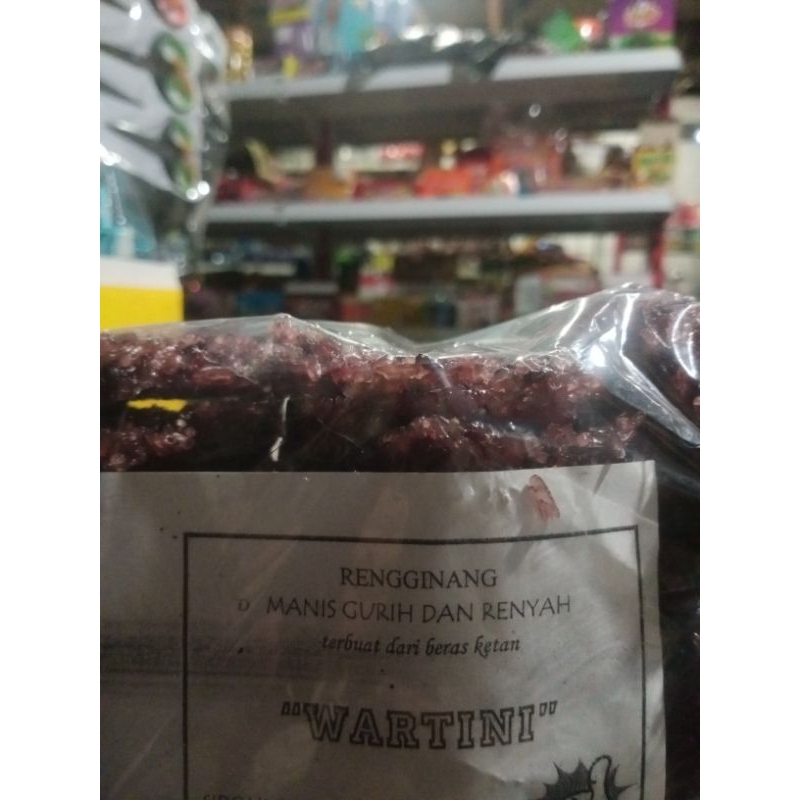 RENGGINANG
MANIS GURIH DAN RENYAH
terbuat dari beras ketan
"WARTINI"